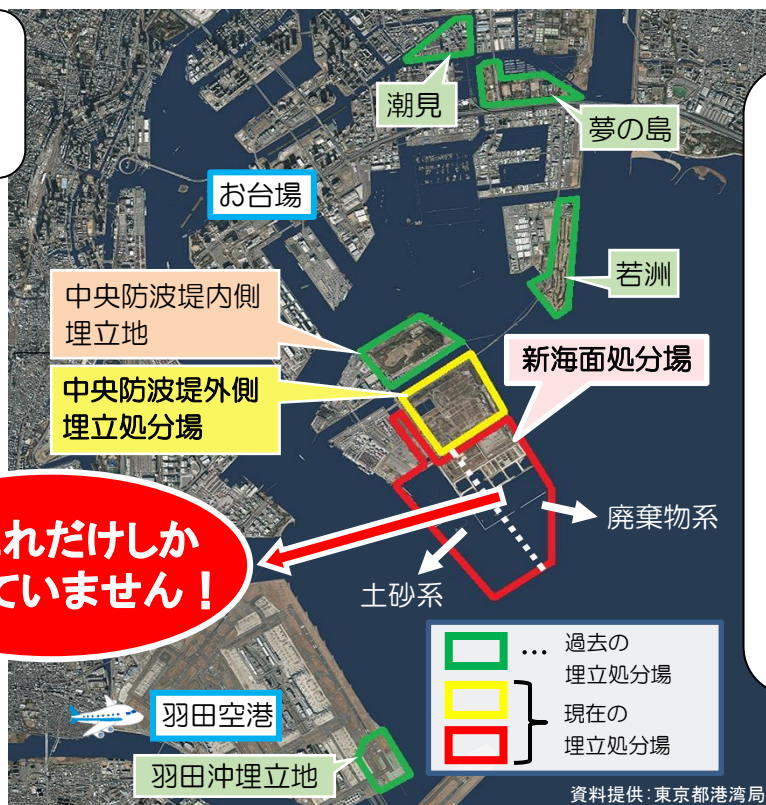 潮見
夢の島
お台場
若洲
中央防波堤内側
埋立地
新海面処分場
中央防波堤外側
埋立処分場
れだけしか
ていません！
廃棄物系
土砂系
… 過去の
埋立処分場
現在の
埋立処分場
羽田空港
羽田沖埋立地
資料提供：東京都港湾局